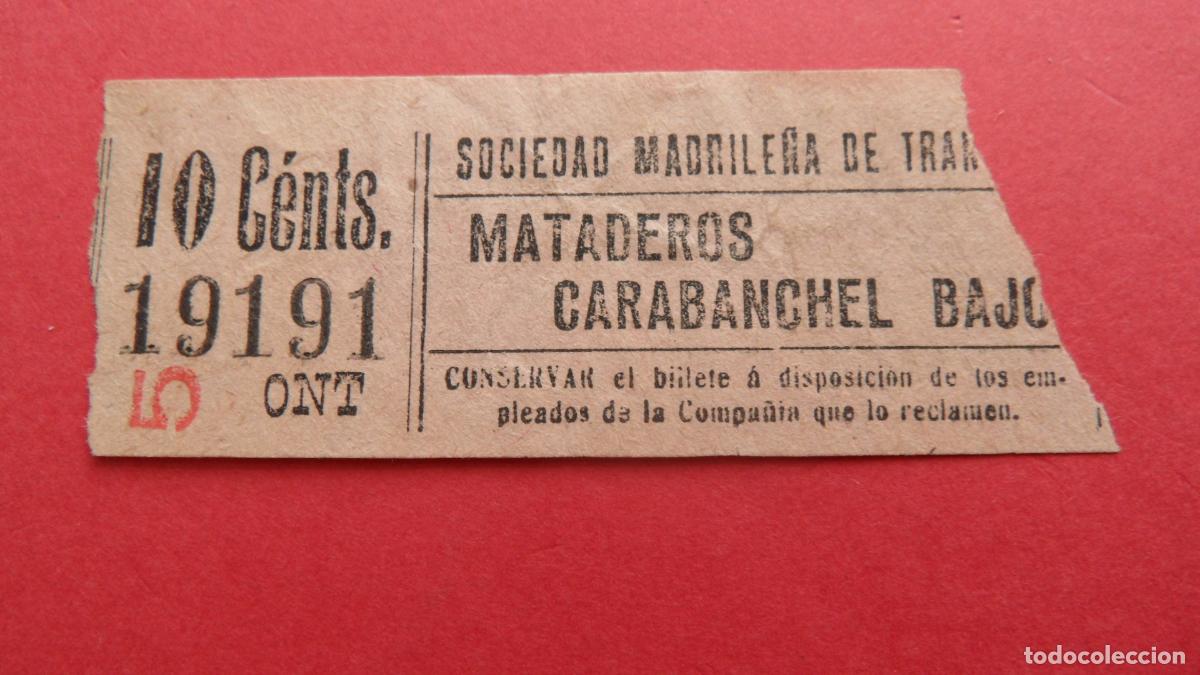 10 Cénts.
19191
5 ONT
SOCIEDAD MADRILEÑA DE TRAN
MATADEROS
CARABANCHEL BAJO
CONSERVAR el billete á disposición de los em-
pleados de la Compañía que lo reclamen.
todocoleccion